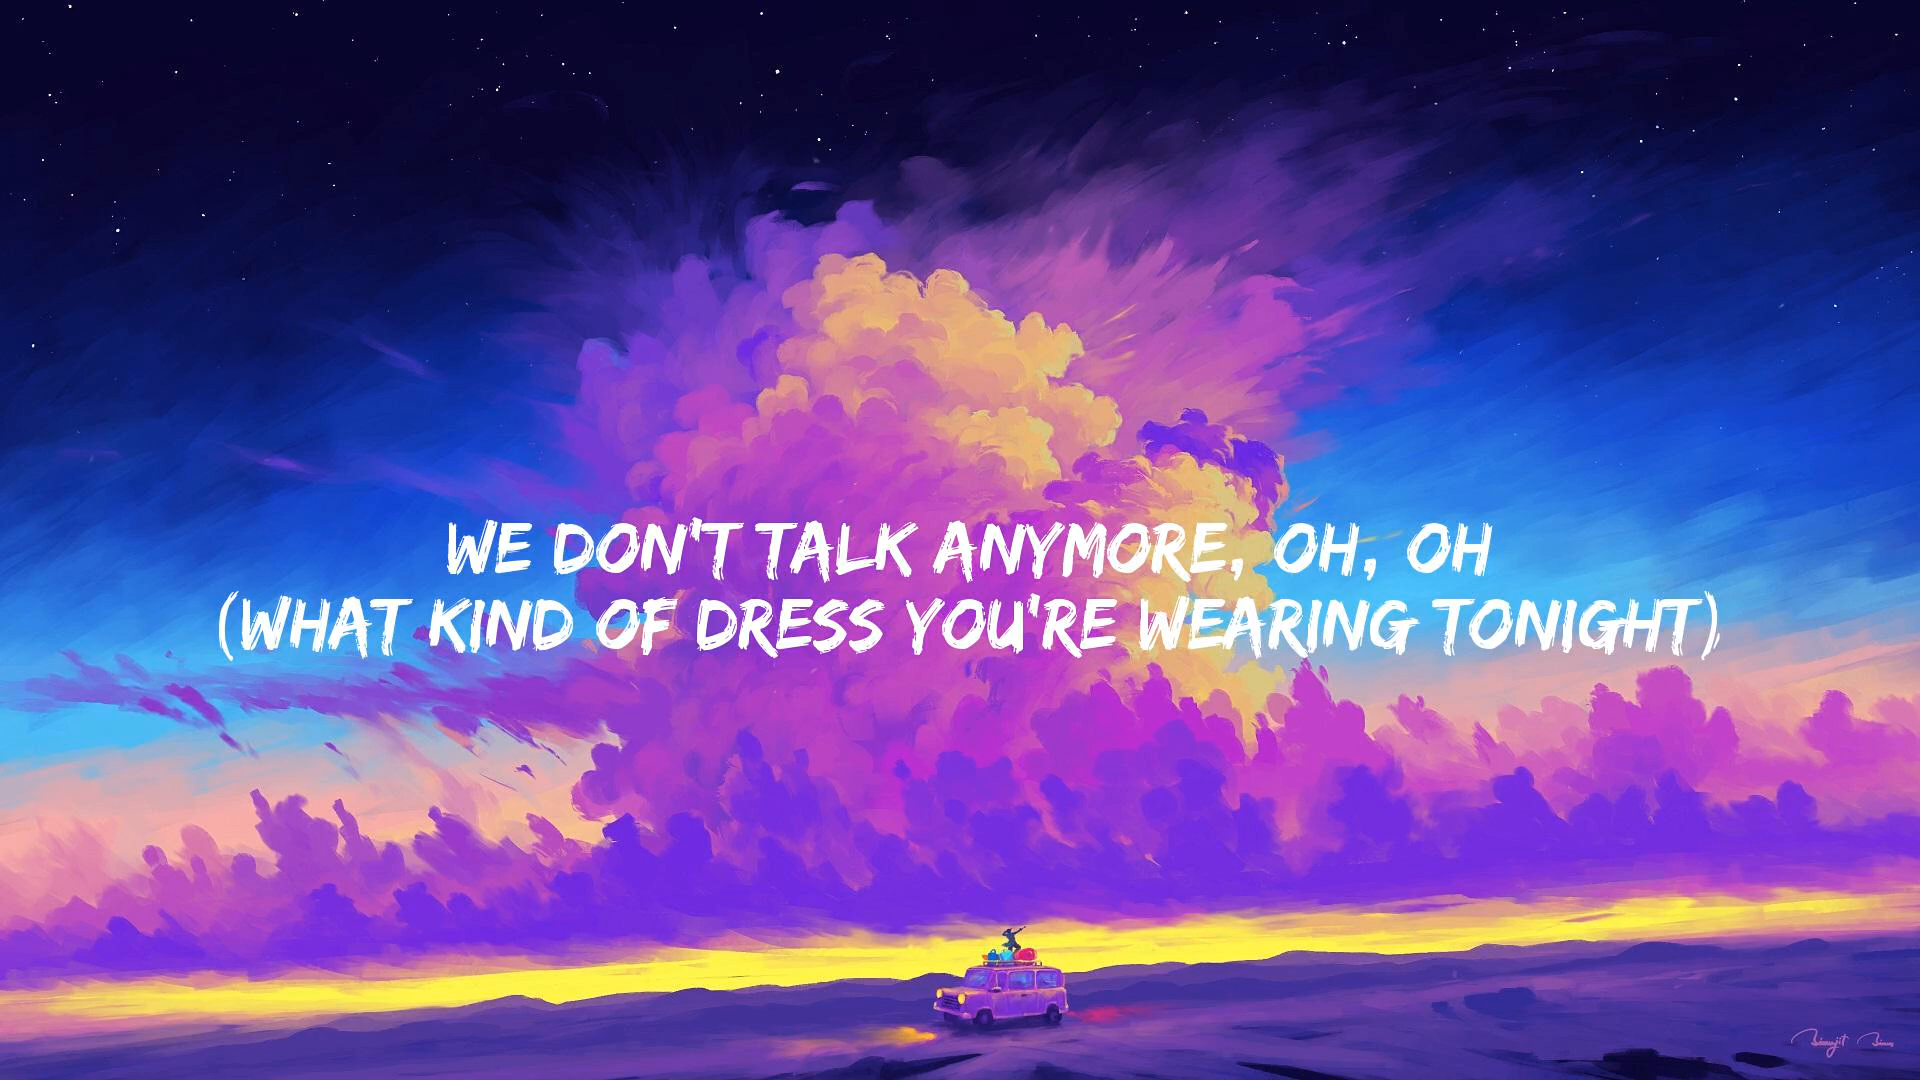 WE DON'T TALK ANYMORE, OH, OH
(WHAT KIND OF DRESS YOU'RE WEARING TONIGHT)